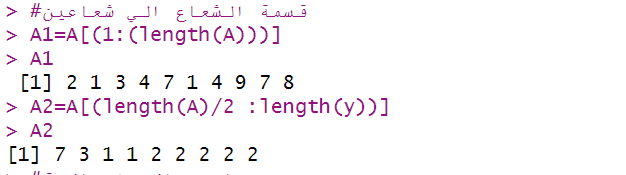 > #قسمة الشعاع الي شعاعين
> A1=A[(1:(length(A)))]
> A1
[1] 2 1 3 4 7 1 4 9 7 8
> A2=A[(length(A)/2 :length(y))]
> A2
[1] 7 3 1 1 2 2 2 2 2